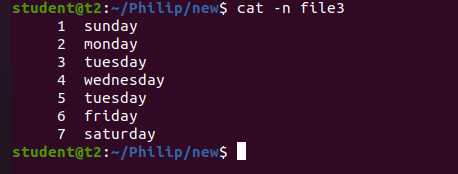 student@t2:~/Philip/new$ cat -n file3
1 sunday
2 monday
3 tuesday
4 wednesday
5 tuesday
6 friday
7 saturday
student@t2:~/Philip/new$